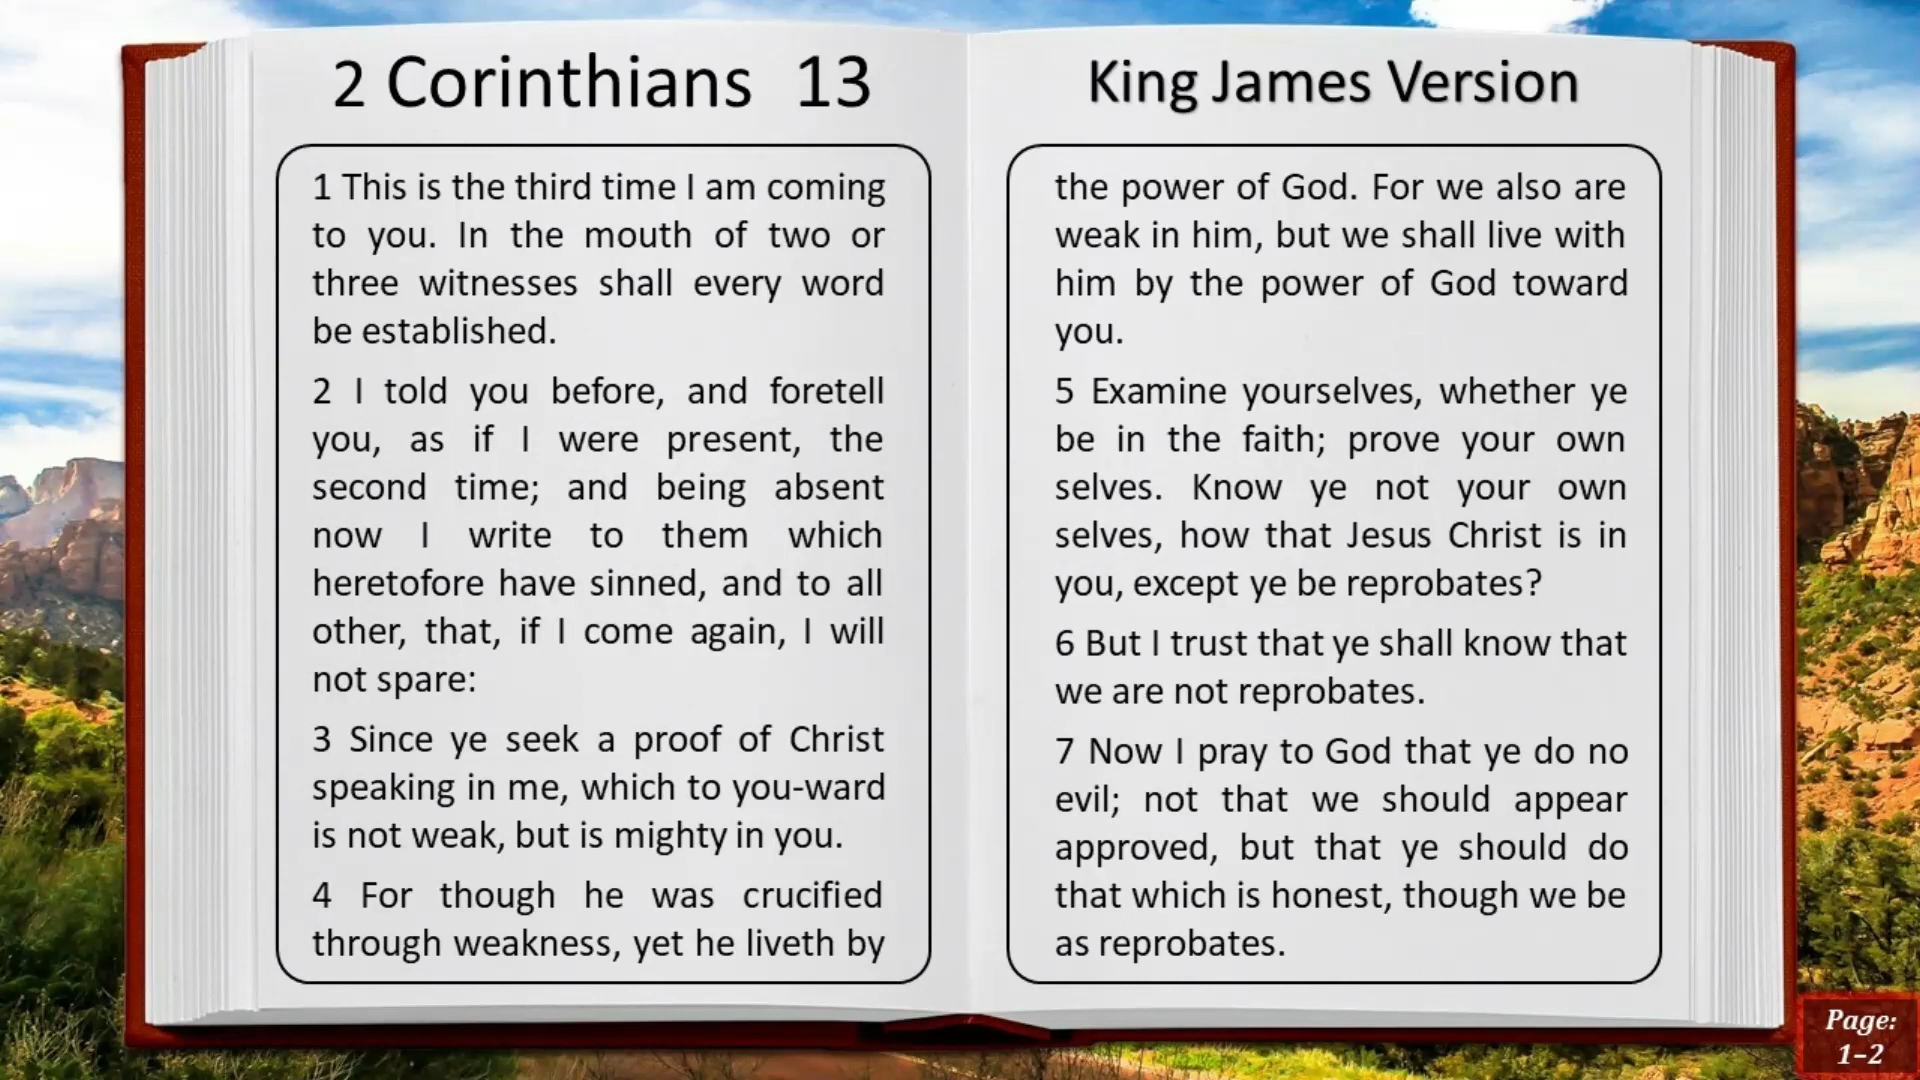 2 Corinthians 13
1 This is the third time I am coming
to you. In the mouth of two or
three witnesses shall every word
be established.
2 I told you before, and foretell
you, as if I were present, the
second time; and being absent
now I write to them which
heretofore have sinned, and to all
other, that, if I come again, I will
not spare:
3 Since ye seek a proof of Christ
speaking in me, which to you-ward
is not weak, but is mighty in you.
4 For though he was crucified
through weakness, yet he liveth by
King James Version
the power of God. For we also are
weak in him, but we shall live with
him by the power of God toward
you.
5 Examine yourselves, whether ye
be in the faith; prove your own
selves. Know ye not your own
selves, how that Jesus Christ is in
you, except ye be reprobates?
6 But I trust that ye shall know that
we are not reprobates.
7 Now I pray to God that ye do no
evil; not that we should appear
approved, but that ye should do
that which is honest, though we be
as reprobates.
Page:
1–2